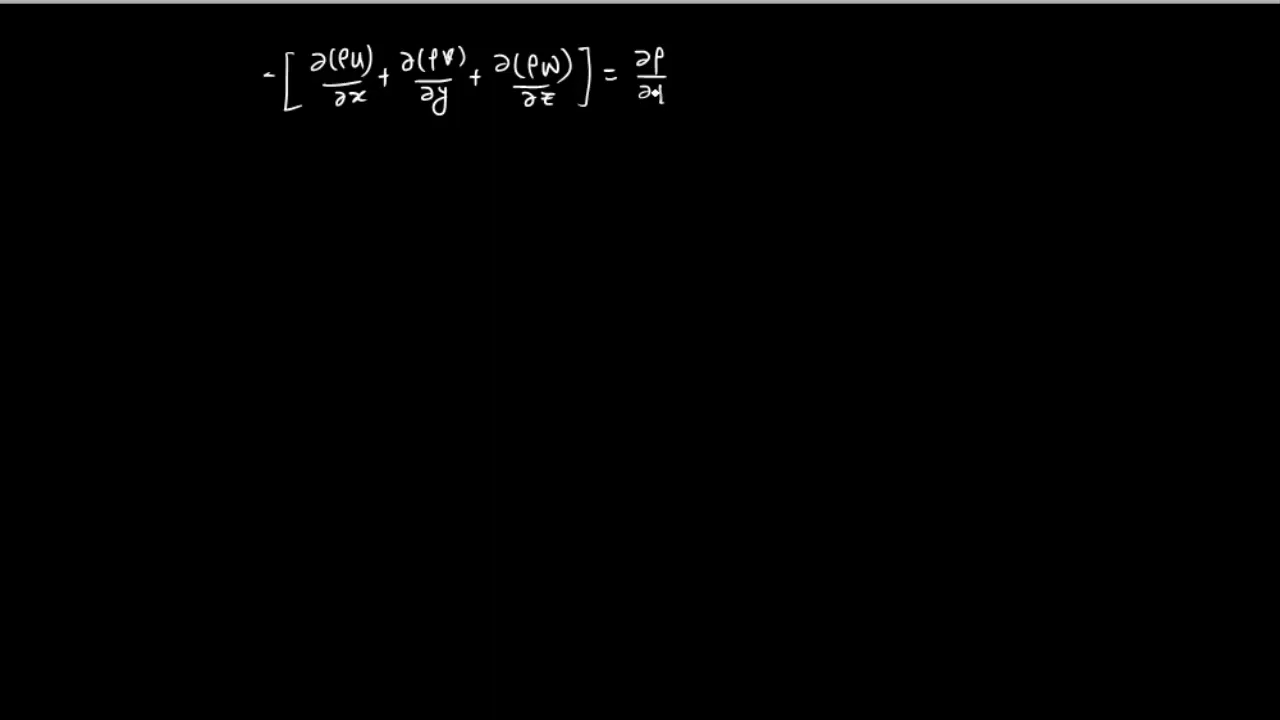 - [ ∂(ρu)/∂x + ∂(ρv)/∂y + ∂(ρw)/∂z ] = ∂ρ/∂t